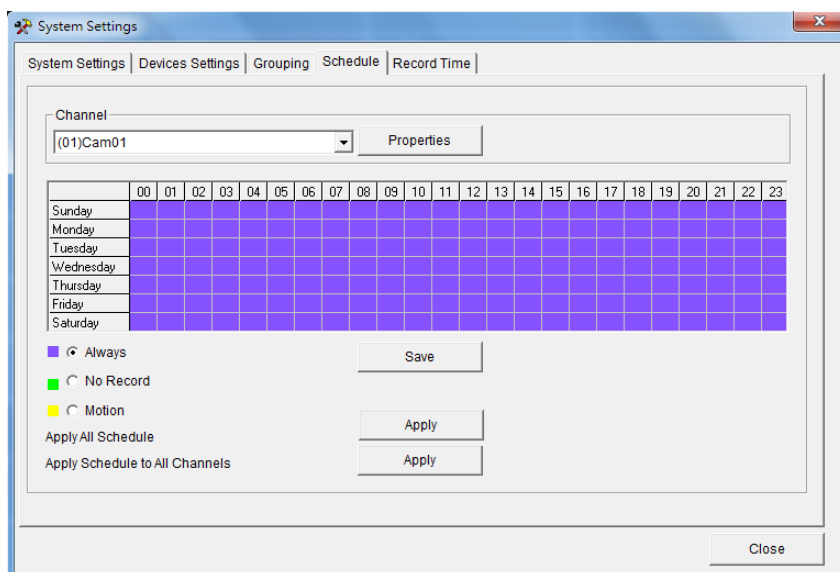 System Settings
System Settings Devices Settings Grouping Schedule Record Time
Channel
(01)Cam01 Properties
00 01 02 03 04 05 06 07 08 09 10 11 12 13 14 15 16 17 18 19 20 21 22 23
Sunday
Monday
Tuesday
Wednesday
Thursday
Friday
Saturday
Always Save
No Record
Motion
Apply
Apply All Schedule
Apply Schedule to All Channels Apply
Close